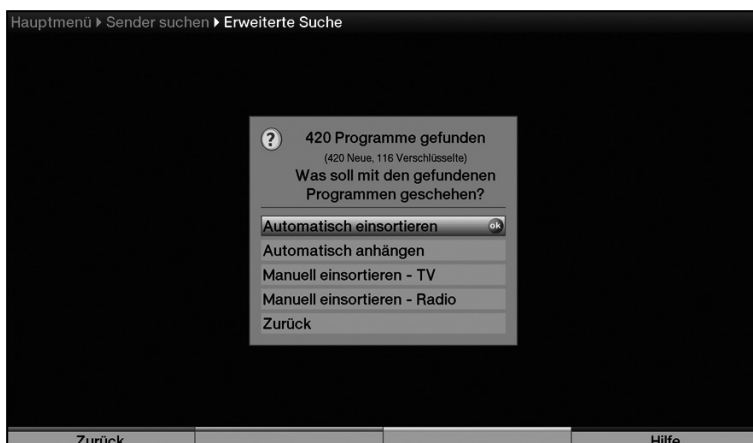 Hauptmenü ▸ Sender suchen ▸ Erweiterte Suche
420 Programme gefunden
(420 Neue, 116 Verschlüsselte)
Was soll mit den gefundenen
Programmen geschehen?
Automatisch einsortieren ok
Automatisch anhängen
Manuell einsortieren - TV
Manuell einsortieren - Radio
Zurück
Zurück Hilfe